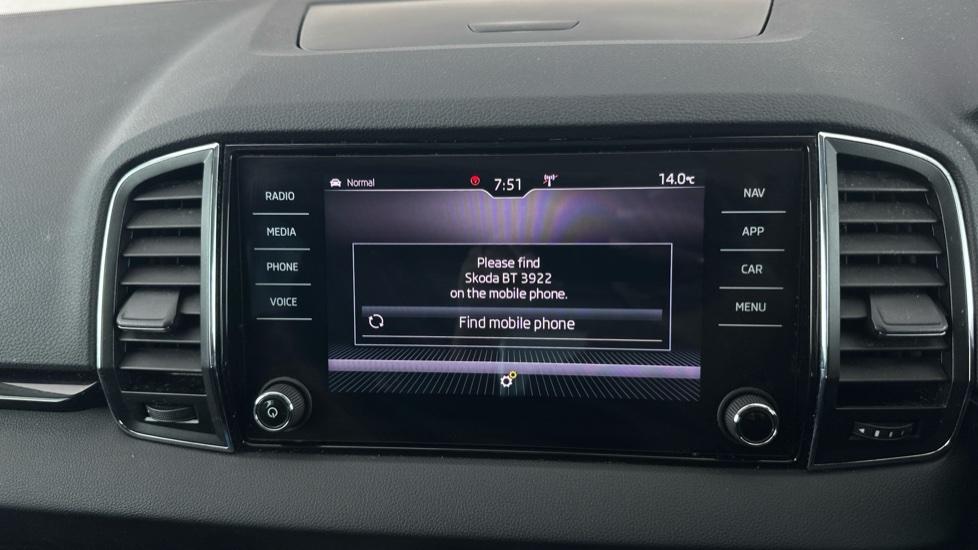 RADIO
MEDIA
PHONE
VOICE
Normal
7:51
14.0°C
Please find
Skoda BT 3922
on the mobile phone.
Find mobile phone
NAV
APP
CAR
MENU